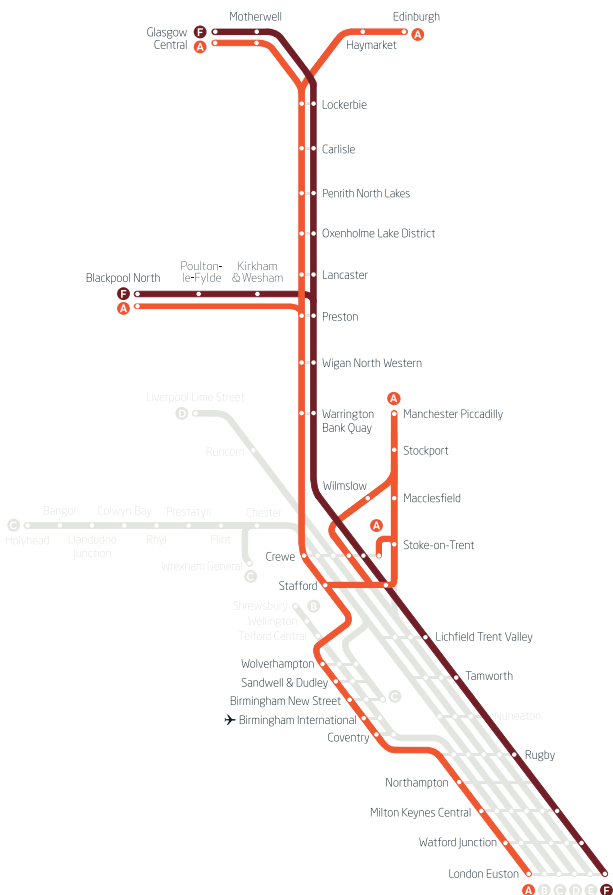 Motherwell
Edinburgh
Glasgow
Central
F
A
Haymarket
A
Lockerbie
Carlisle
Penrith North Lakes
Oxenholme Lake District
Poulton-
le-Fylde
Kirkham
& Wesham
Lancaster
Blackpool North
F
A
Preston
Wigan North Western
A
Liverpool Lime Street
D
Warrington
Bank Quay
Manchester Piccadilly
Runcorn
Stockport
Wilmslow
Macclesfield
Bangor
Colwyn Bay
Prestatyn
Chester
C
A
Holyhead
Llandudno
Junction
Rhyl
Flint
Stoke-on-Trent
Crewe
Wrexham General
C
Stafford
Shrewsbury
B
Wellington
Telford Central
Lichfield Trent Valley
Wolverhampton
Tamworth
Sandwell & Dudley
C
Birmingham New Street
Nuneaton
Birmingham International
Coventry
Rugby
Northampton
Milton Keynes Central
Watford Junction
London Euston
A B C D E F